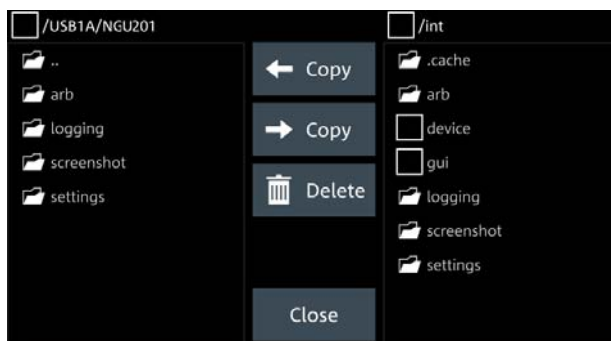 /USB1A/NGU201
..
arb
logging
screenshot
settings
Copy
Copy
Delete
Close
/int
.cache
arb
device
gui
logging
screenshot
settings